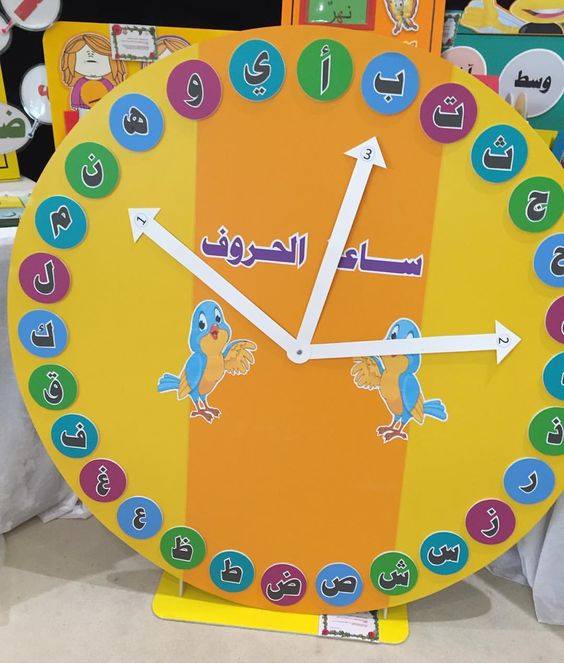 نهر
وسط
ض
أ
ب
ت
ث
ج
ح
ذ
ر
ز
س
ش
ص
ض
ط
ظ
ع
غ
ف
ق
ك
ل
م
ن
هـ
و
ي
ساعة الحروف
1
2
3